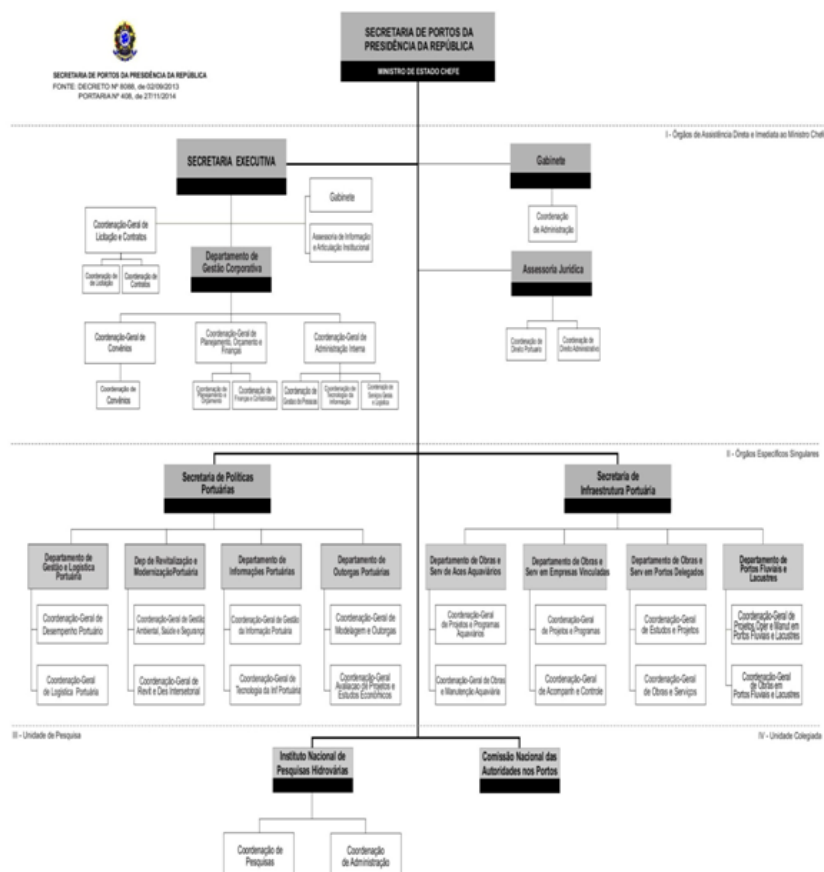 SECRETARIA DE PORTOS DA
PRESIDÊNCIA DA REPÚBLICA
MINISTRO DE ESTADO CHEFE
SECRETARIA DE PORTOS DA PRESIDÊNCIA DA REPÚBLICA
FONTE: DECRETO Nº 8088, de 02/09/2013
PORTARIA Nº 408, de 27/11/2014
I - Órgãos de Assistência Direta e Imediata ao Ministro Chefe
SECRETARIA EXECUTIVA
Gabinete
Gabinete
Coordenação
de Administração
Coordenação-Geral de
Licitação e Contratos
Assessoria de Informação
e Articulação Institucional
Coordenação de
de Licitação
Coordenação de
Contratos
Departamento de
Gestão Corporativa
Assessoria Jurídica
Coordenação-Geral de
Convênios
Coordenação-Geral de
Planejamento, Orçamento e
Finanças
Coordenação-Geral
de Administração Interna
Coordenação de
Direito Portuário
Coordenação de
Direito Administrativo
Coordenação de
Convênios
Coordenação de
Planejamento e
Orçamento
Coordenação de
Finanças e Contabilidade
Coordenação de
Gestão de Pessoas
Coordenação de
Tecnologia da
Informação
Coordenação de
Serviços Gerais
e Logística
II - Órgãos Específicos Singulares
Secretaria de Políticas
Portuárias
Secretaria de
Infraestrutura Portuária
Departamento de
Gestão e Logística
Portuária
Dep de Revitalização e
Modernização Portuária
Departamento de
Informações Portuárias
Departamento de
Outorgas Portuárias
Departamento de Obras e
Serv de Aces Aquaviários
Departamento de Obras e
Serv em Empresas Vinculadas
Departamento de Obras e
Serv em Portos Delegados
Departamento de
Portos Fluviais e
Lacustres
Coordenação-Geral de
Desempenho Portuário
Coordenação-Geral de Gestão
Ambiental, Saúde e Segurança
Coordenação-Geral de Gestão
da Informação Portuária
Coordenação-Geral de
Modelagem e Outorgas
Coordenação-Geral
de Projetos e Programas
Aquaviários
Coordenação-Geral
de Projetos e Programas
Coordenação-Geral
de Estudos e Projetos
Coordenação-Geral de
Projetos Oper e Manut em
Portos Fluviais e Lacustres
Coordenação-Geral
de Logística Portuária
Coordenação-Geral de
Revit e Des Intersetorial
Coordenação-Geral de
Tecnologia da Inf Portuária
Coordenação-Geral
Avaliacao de Projetos e
Estudos Econômicos
Coordenação-Geral de Obras
e Manutenção Aquaviária
Coordenação-Geral
de Acompanh e Controle
Coordenação-Geral
de Obras e Serviços
Coordenação-Geral
de Obras em
Portos Fluviais e Lacustres
III - Unidade de Pesquisa
IV - Unidade Colegiada
Instituto Nacional de
Pesquisas Hidrovárias
Comissão Nacional das
Autoridades nos Portos
Coordenação de
Pesquisas
Coordenação
de Administração